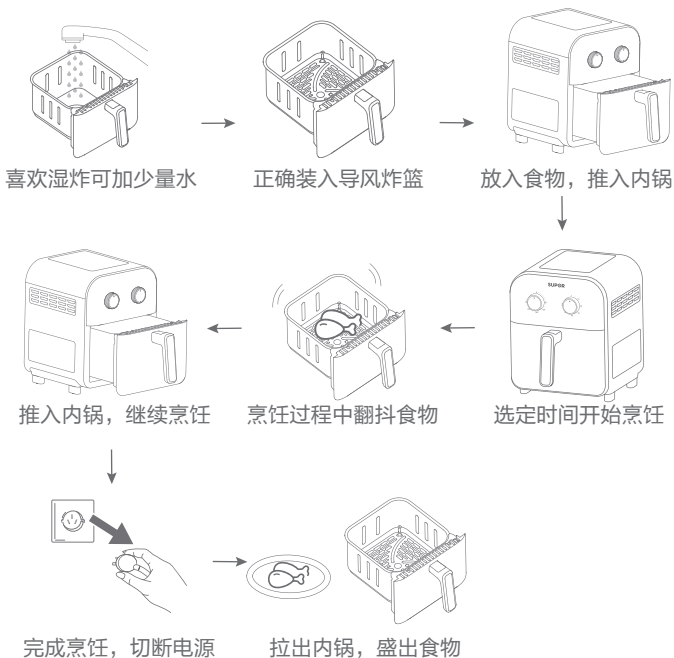 喜欢湿炸可加少量水
正确装入导风炸篮
放入食物，推入内锅
SUPOR
推入内锅，继续烹饪
烹饪过程中翻抖食物
选定时间开始烹饪
完成烹饪，切断电源
拉出内锅，盛出食物